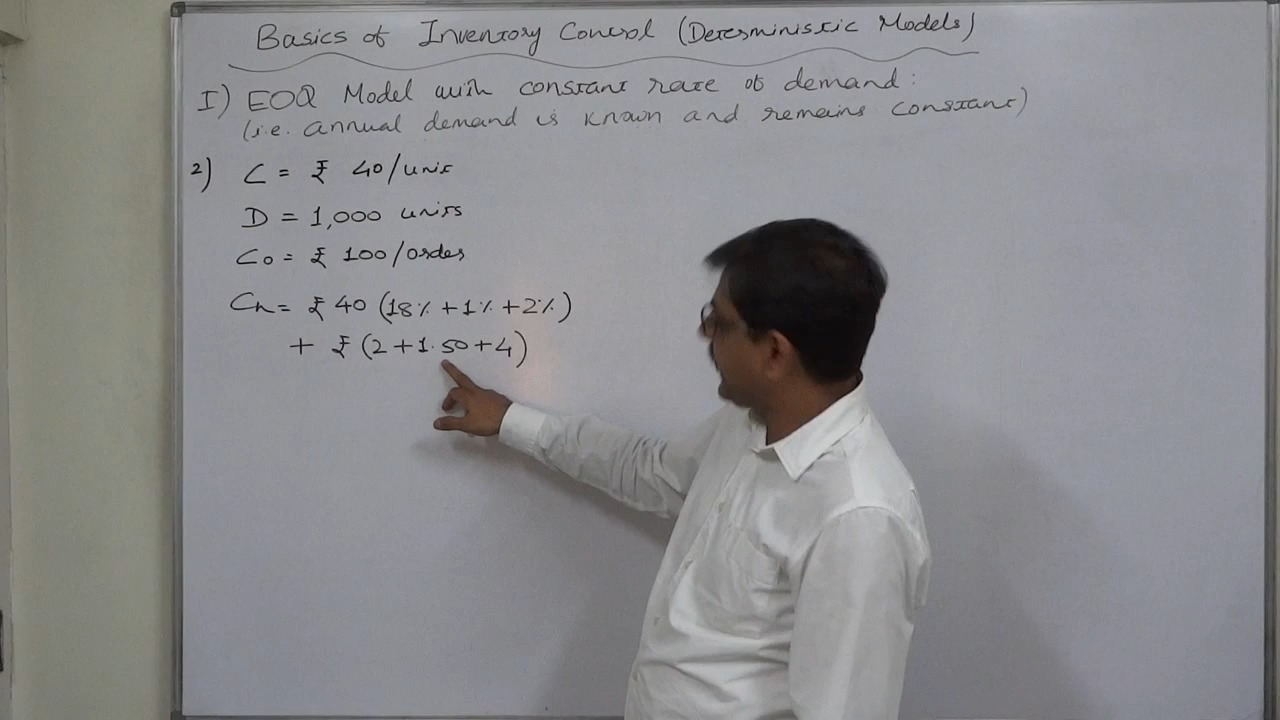 Basics of Inventory Control (Deterministic Models)
I) EOQ Model with constant rate of demand:
(i.e. annual demand is known and remains constant)
2) C = ₹ 40/unit
D = 1,000 units
Co = ₹ 100/order
Ch = ₹ 40 (18% + 1% + 2%)
+ ₹ (2 + 1.50 + 4)